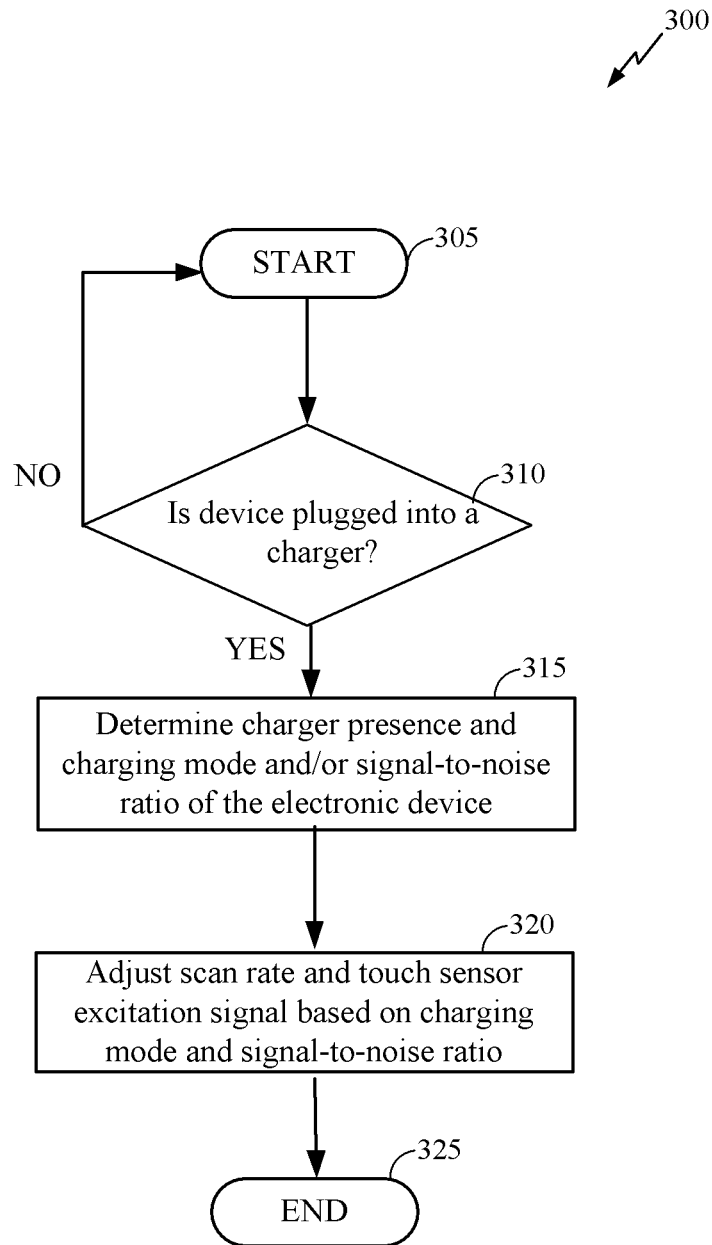 300
START
305
NO
310
Is device plugged into a
charger?
YES
315
Determine charger presence and
charging mode and/or signal-to-noise
ratio of the electronic device
320
Adjust scan rate and touch sensor
excitation signal based on charging
mode and signal-to-noise ratio
325
END